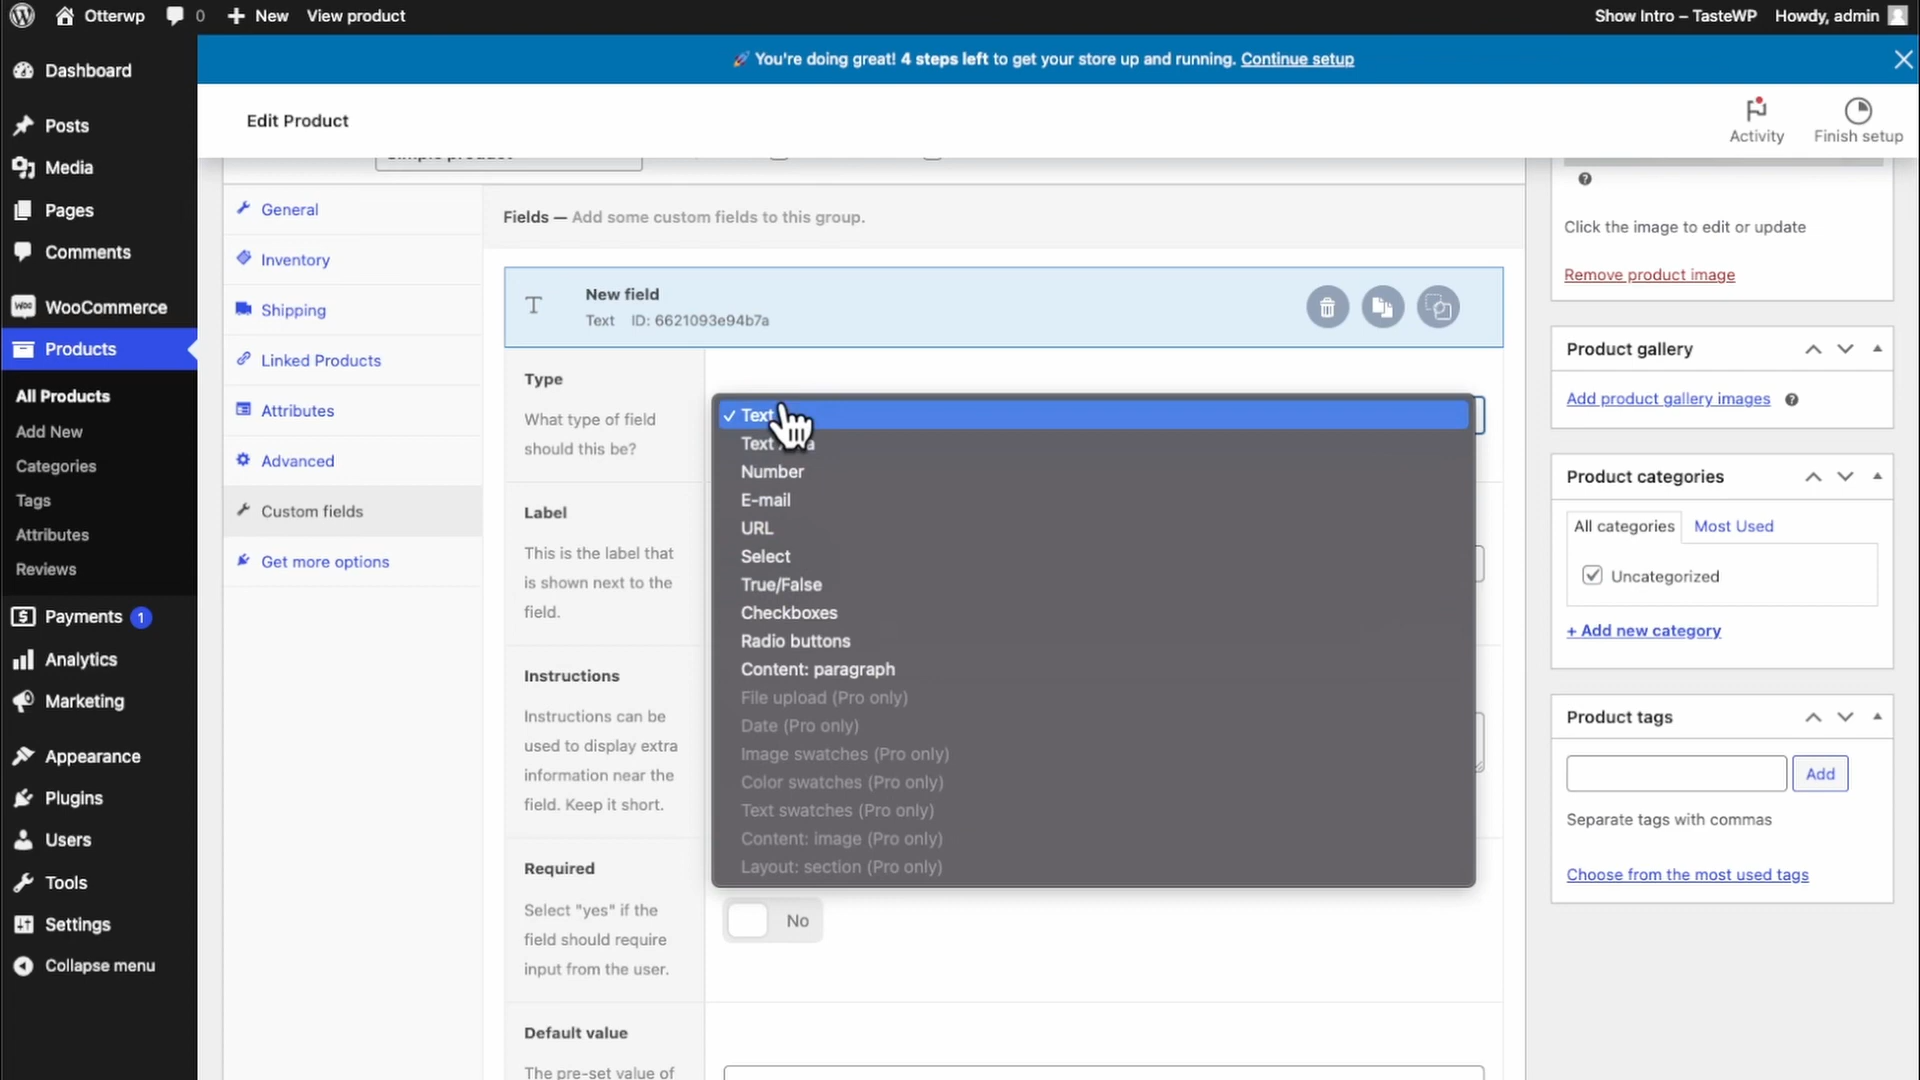 Otterwp
0
New
View product
Show Intro – TasteWP
Howdy, admin
🚀 You're doing great! 4 steps left to get your store up and running. Continue setup
Edit Product
Activity
Finish setup
Dashboard
Posts
Media
Pages
Comments
WooCommerce
Products
All Products
Add New
Categories
Tags
Attributes
Reviews
Payments 1
Analytics
Marketing
Appearance
Plugins
Users
Tools
Settings
Collapse menu
General
Inventory
Shipping
Linked Products
Attributes
Advanced
Custom fields
Get more options
Fields — Add some custom fields to this group.
New field
Text ID: 6621093e94b7a
Type
What type of field
should this be?
Label
This is the label that
is shown next to the
field.
Instructions
Instructions can be
used to display extra
information near the
field. Keep it short.
Required
Select "yes" if the
field should require
input from the user.
Default value
The pre-set value of
✓ Text
Text
Number
E-mail
URL
Select
True/False
Checkboxes
Radio buttons
Content: paragraph
File upload (Pro only)
Date (Pro only)
Image swatches (Pro only)
Color swatches (Pro only)
Text swatches (Pro only)
Content: image (Pro only)
Layout: section (Pro only)
No
Click the image to edit or update
Remove product image
Product gallery
Add product gallery images
Product categories
All categories
Most Used
Uncategorized
+ Add new category
Product tags
Add
Separate tags with commas
Choose from the most used tags